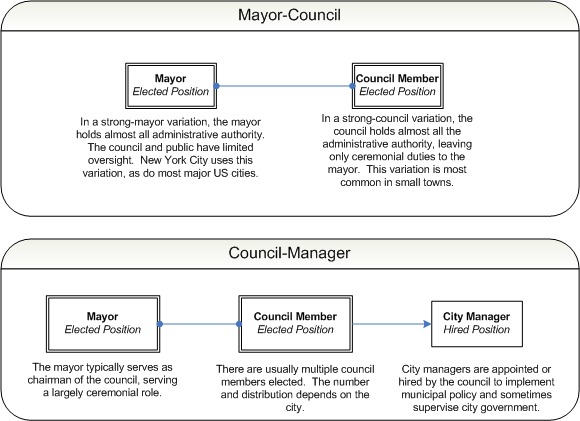 Mayor-Council
Mayor
Elected Position
Council Member
Elected Position
In a strong-mayor variation, the mayor
holds almost all administrative authority.
The council and public have limited
oversight.  New York City uses this
variation, as do most major US cities.
In a strong-council variation, the
council holds almost all the
administrative authority, leaving
only ceremonial duties to the
mayor.  This variation is most
common in small towns.
Council-Manager
Mayor
Elected Position
Council Member
Elected Position
City Manager
Hired Position
The mayor typically serves as
chairman of the council, serving
a largely ceremonial role.
There are usually multiple council
members elected.  The number
and distribution depends on the
city.
City managers are appointed or
hired by the council to implement
municipal policy and sometimes
supervise city government.